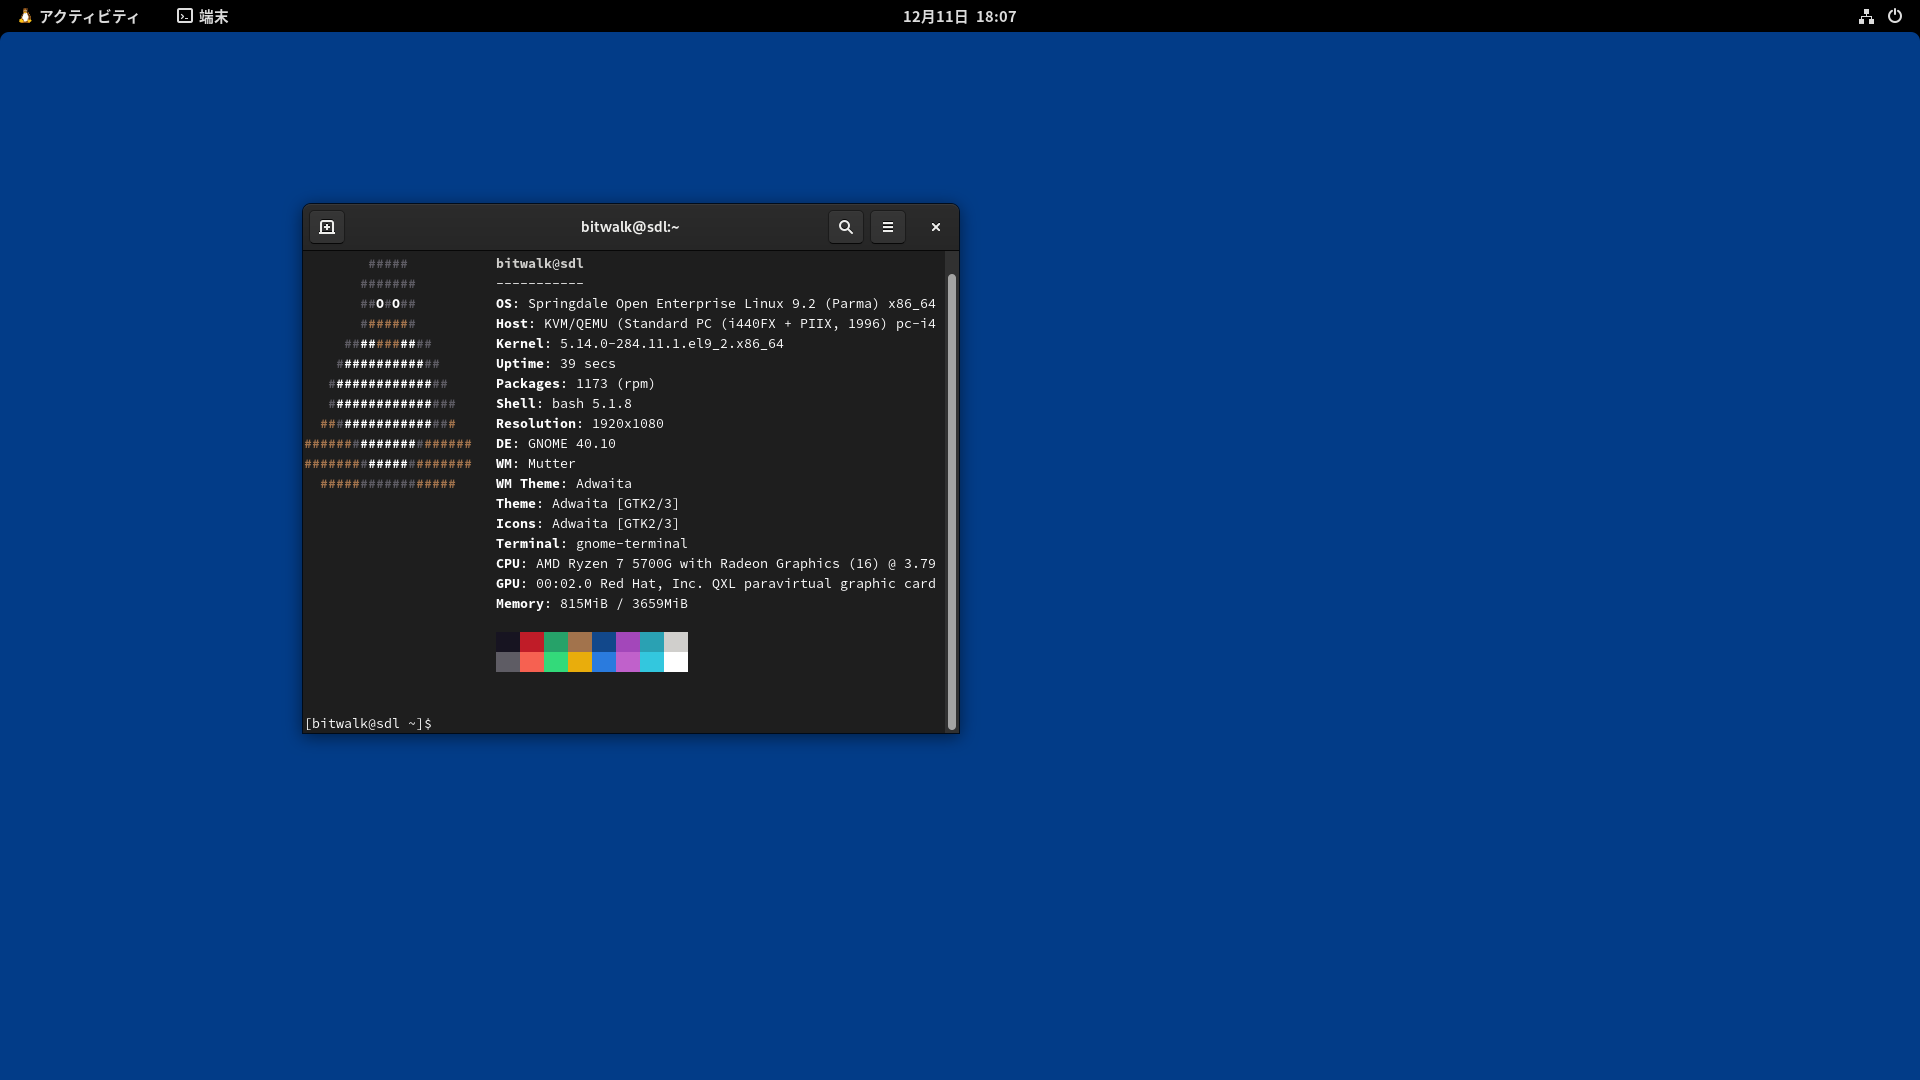 アクティビティ
端末
12月11日 18:07
bitwalk@sdl:~
##### bitwalk@sdl
####### -----------
##O#O## OS: Springdale Open Enterprise Linux 9.2 (Parma) x86_64
####### Host: KVM/QEMU (Standard PC (i440FX + PIIX, 1996) pc-i4
########### Kernel: 5.14.0-284.11.1.el9_2.x86_64
############# Uptime: 39 secs
############### Packages: 1173 (rpm)
################ Shell: bash 5.1.8
################# Resolution: 1920x1080
##################### DE: GNOME 40.10
##################### WM: Mutter
################# WM Theme: Adwaita
Theme: Adwaita [GTK2/3]
Icons: Adwaita [GTK2/3]
Terminal: gnome-terminal
CPU: AMD Ryzen 7 5700G with Radeon Graphics (16) @ 3.79
GPU: 00:02.0 Red Hat, Inc. QXL paravirtual graphic card
Memory: 815MiB / 3659MiB
[bitwalk@sdl ~]$